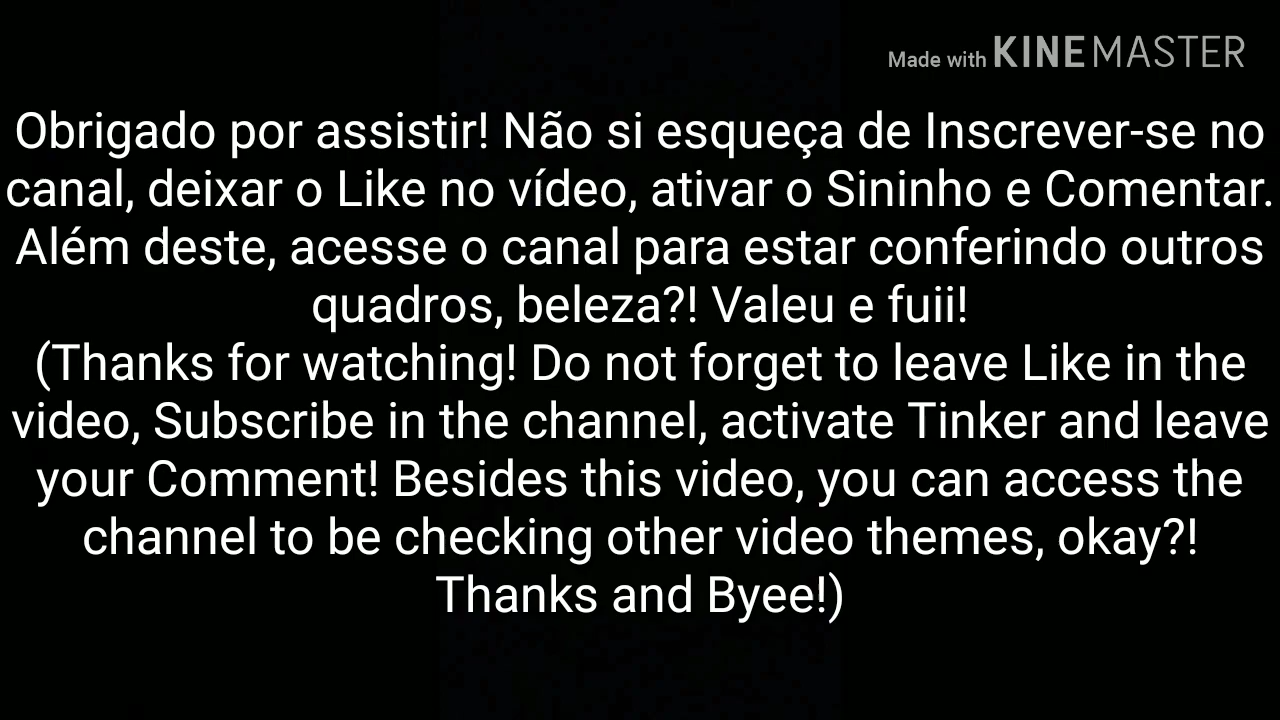 Made with KINEMASTER
Obrigado por assistir! Não si esqueça de Inscrever-se no
canal, deixar o Like no vídeo, ativar o Sininho e Comentar.
Além deste, acesse o canal para estar conferindo outros
quadros, beleza?! Valeu e fuii!
(Thanks for watching! Do not forget to leave Like in the
video, Subscribe in the channel, activate Tinker and leave
your Comment! Besides this video, you can access the
channel to be checking other video themes, okay?!
Thanks and Byee!)